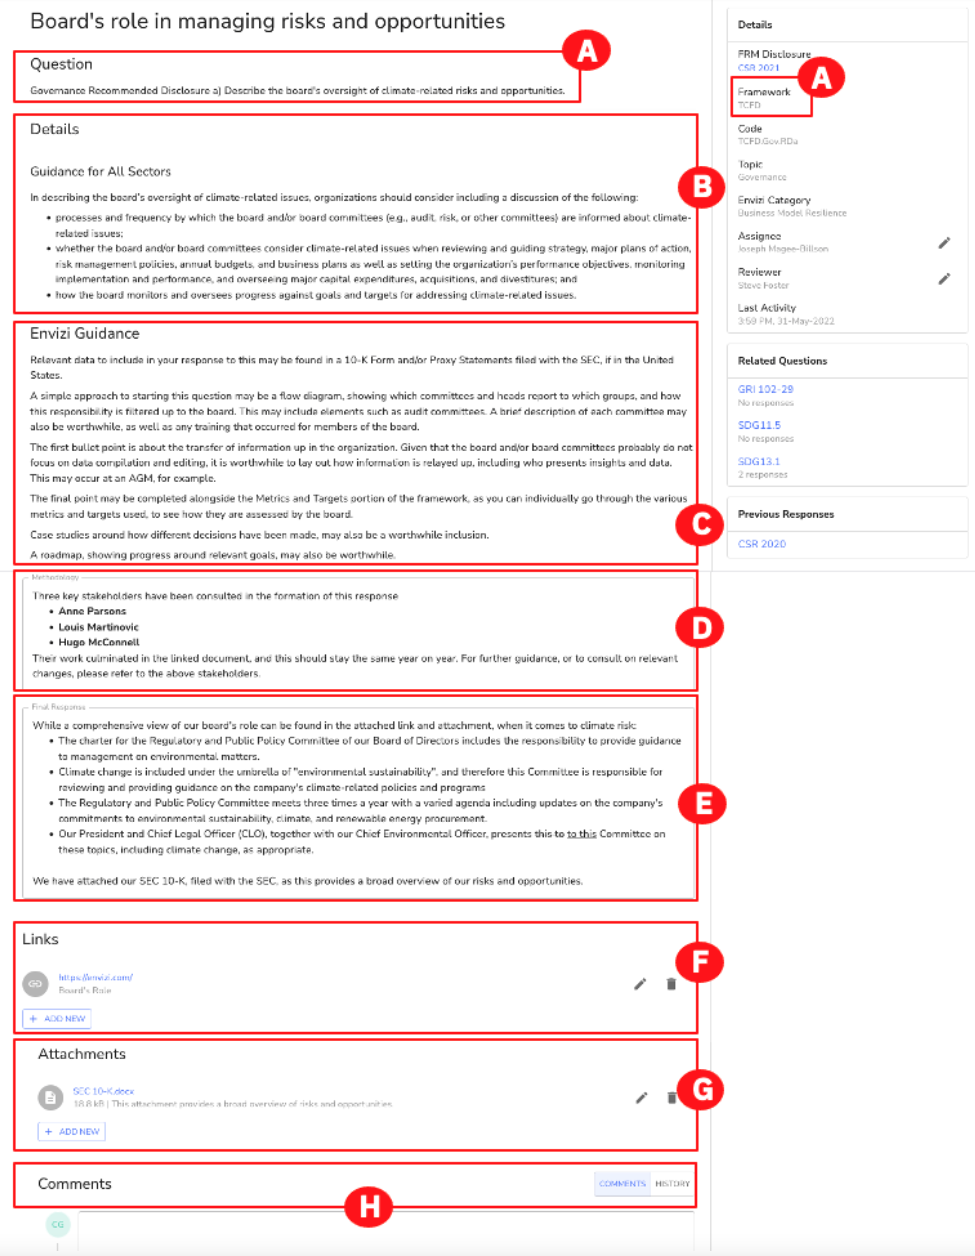 Board's role in managing risks and opportunities
A
Question
Governance Recommended Disclosure a) Describe the board's oversight of climate-related risks and opportunities.
Details
Guidance for All Sectors
In describing the board's oversight of climate-related issues, organizations should consider including a discussion of the following:
• processes and frequency by which the board and/or board committees (e.g., audit, risk, or other committees) are informed about climate-
related issues;
• whether the board and/or board committees consider climate-related issues when reviewing and guiding strategy, major plans of action,
risk management policies, annual budgets, and business plans as well as setting the organization's performance objectives, monitoring
implementation and performance, and overseeing major capital expenditures, acquisitions, and divestitures; and
• how the board monitors and oversees progress against goals and targets for addressing climate-related issues.
B
Envizi Guidance
Relevant data to include in your response to this may be found in a 10-K Form and/or Proxy Statements filed with the SEC, if in the United
States.
A simple approach to starting this question may be a flow diagram, showing which committees and heads report to which groups, and how
this responsibility is filtered up to the board. This may include elements such as audit committees. A brief description of each committee may
also be worthwhile, as well as any training that occurred for members of the board.
The first bullet point is about the transfer of information up in the organization. Given that the board and/or board committees probably do not
focus on data compilation and editing, it is worthwhile to lay out how information is relayed up, including who presents insights and data.
This may occur at an AGM, for example.
The final point may be completed alongside the Metrics and Targets portion of the framework, as you can individually go through the various
metrics and targets used, to see how they are assessed by the board.
Case studies around how different decisions have been made, may also be a worthwhile inclusion.
A roadmap, showing progress around relevant goals, may also be worthwhile.
C
Methodology
Three key stakeholders have been consulted in the formation of this response
• Anne Parsons
• Louis Martinovic
• Hugo McConnell
Their work culminated in the linked document, and this should stay the same year on year. For further guidance, or to consult on relevant
changes, please refer to the above stakeholders.
D
Final Response
While a comprehensive view of our board's role can be found in the attached link and attachment, when it comes to climate risk:
• The charter for the Regulatory and Public Policy Committee of our Board of Directors includes the responsibility to provide guidance
to management on environmental matters.
• Climate change is included under the umbrella of "environmental sustainability", and therefore this Committee is responsible for
reviewing and providing guidance on the company's climate-related policies and programs
• The Regulatory and Public Policy Committee meets three times a year with a varied agenda including updates on the company's
commitments to environmental sustainability, climate, and renewable energy procurement.
• Our President and Chief Legal Officer (CLO), together with our Chief Environmental Officer, presents this to to this Committee on
these topics, including climate change, as appropriate.
We have attached our SEC 10-K, filed with the SEC, as this provides a broad overview of our risks and opportunities.
E
Links
https://envizi.com/
Board's Role
+ ADD NEW
F
Attachments
SEC 10-K.docx
18.8 kB | This attachment provides a broad overview of risks and opportunities
+ ADD NEW
G
Comments
COMMENTS HISTORY
H
CG
Details
FRM Disclosure
CSR 2021
A
Framework
TCFD
Code
TCFD.Gov.RDa
Topic
Governance
Envizi Category
Business Model Resilience
Assignee
Joseph Magee-Billson
Reviewer
Steve Foster
Last Activity
3:59 PM, 31-May-2022
Related Questions
GRI 102-29
No responses
SDG11.5
No responses
SDG13.1
2 responses
Previous Responses
CSR 2020